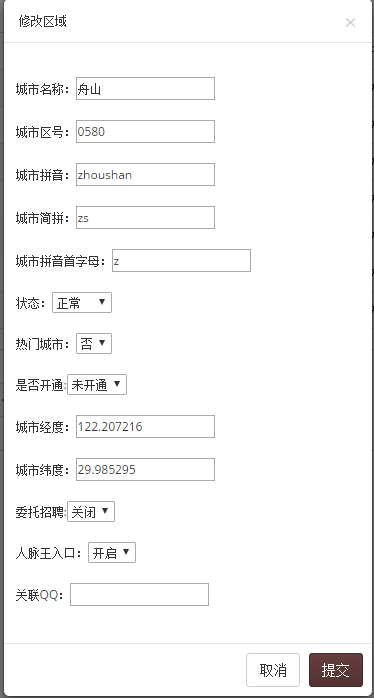 修改区域 ×
城市名称：舟山
城市区号：0580
城市拼音：zhoushan
城市简拼：zs
城市拼音首字母：z
状态：正常
热门城市：否
是否开通:未开通
城市经度：122.207216
城市纬度：29.985295
委托招聘:关闭
人脉王入口：开启
关联QQ：
取消 提交